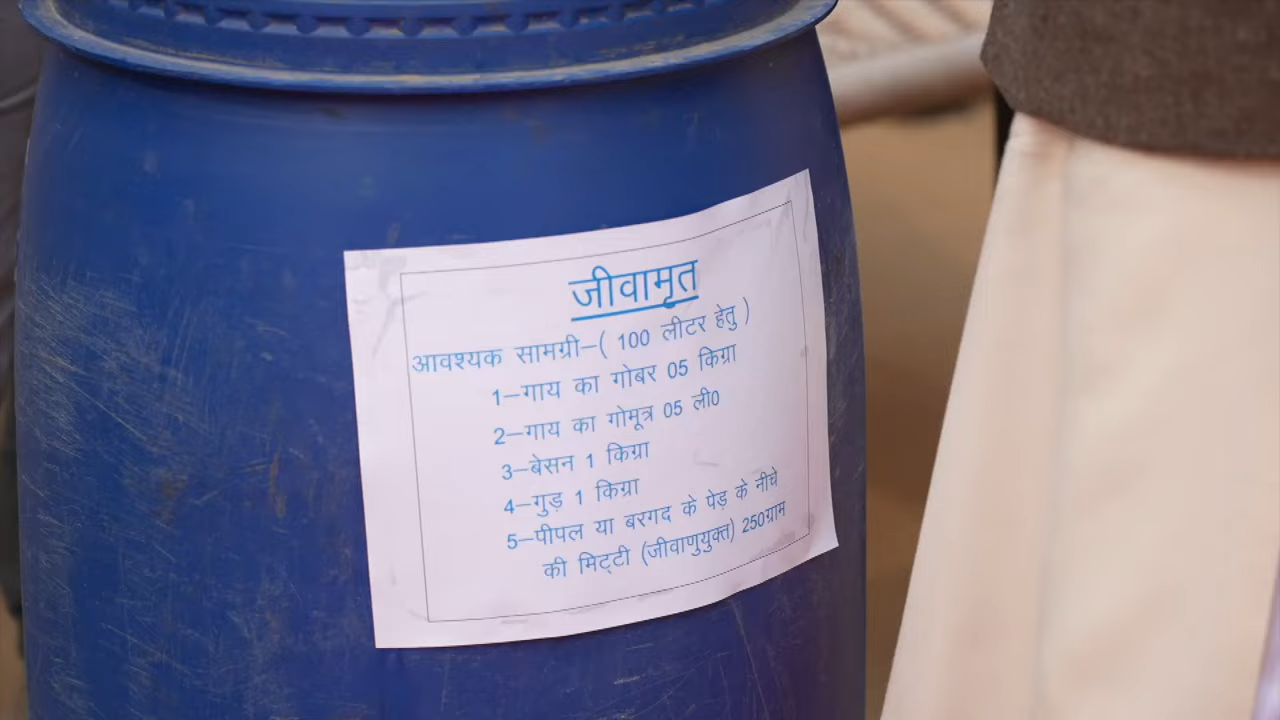 जीवामृत
आवश्यक सामग्री–( 100 लीटर हेतु )
1–गाय का गोबर 05 किग्रा
2–गाय का गोमूत्र 05 ली0
3–बेसन 1 किग्रा
4–गुड़ 1 किग्रा
5–पीपल या बरगद के पेड़ के नीचे
की मिट्टी (जीवाणुयुक्त) 250ग्राम